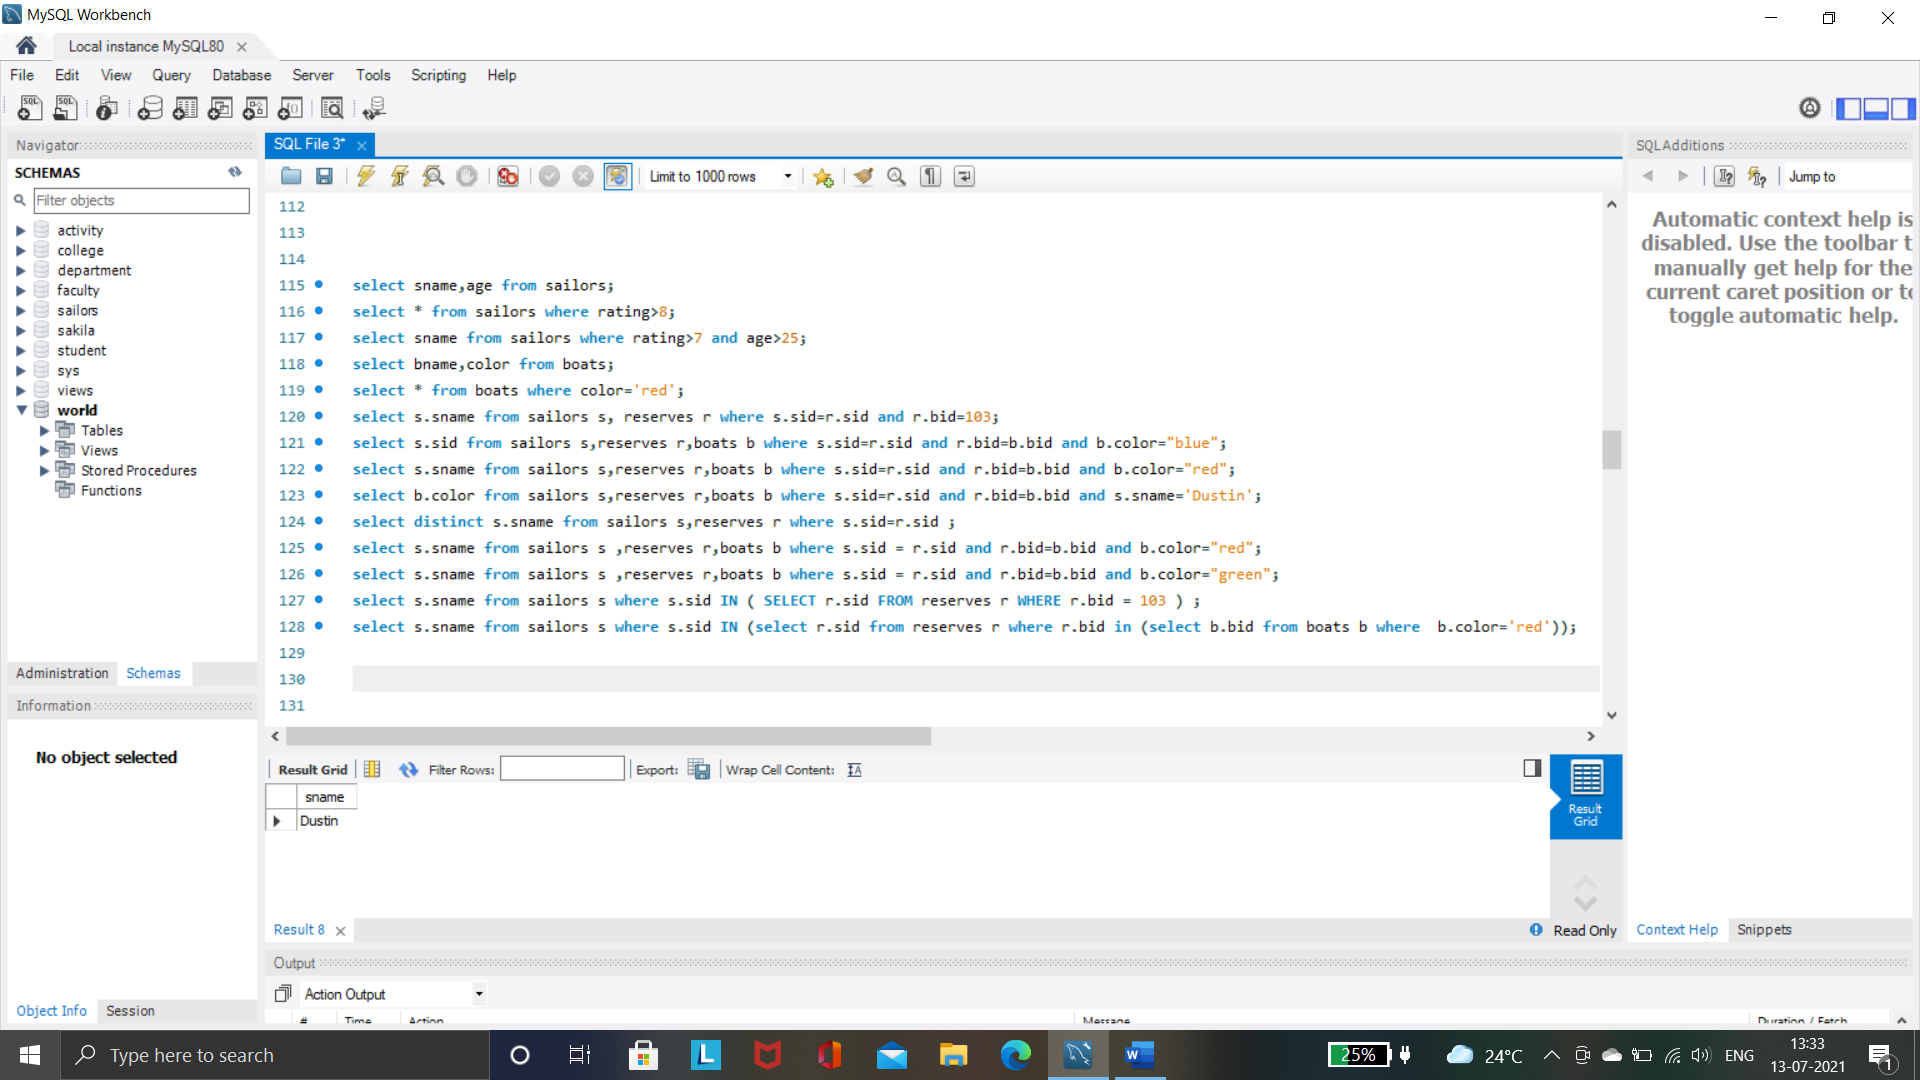 MySQL Workbench
Local instance MySQL80
File Edit View Query Database Server Tools Scripting Help
Navigator
SCHEMAS
Filter objects
activity
college
department
faculty
sailors
sakila
student
sys
views
world
Tables
Views
Stored Procedures
Functions
Administration Schemas
Information
No object selected
Object Info Session
SQL File 3*
Limit to 1000 rows
112
113
114
115 select sname,age from sailors;
116 select * from sailors where rating>8;
117 select sname from sailors where rating>7 and age>25;
118 select bname,color from boats;
119 select * from boats where color='red';
120 select s.sname from sailors s, reserves r where s.sid=r.sid and r.bid=103;
121 select s.sid from sailors s,reserves r,boats b where s.sid=r.sid and r.bid=b.bid and b.color="blue";
122 select s.sname from sailors s,reserves r,boats b where s.sid=r.sid and r.bid=b.bid and b.color="red";
123 select b.color from sailors s,reserves r,boats b where s.sid=r.sid and r.bid=b.bid and s.sname='Dustin';
124 select distinct s.sname from sailors s,reserves r where s.sid=r.sid ;
125 select s.sname from sailors s ,reserves r,boats b where s.sid = r.sid and r.bid=b.bid and b.color="red";
126 select s.sname from sailors s ,reserves r,boats b where s.sid = r.sid and r.bid=b.bid and b.color="green";
127 select s.sname from sailors s where s.sid IN ( SELECT r.sid FROM reserves r WHERE r.bid = 103 ) ;
128 select s.sname from sailors s where s.sid IN (select r.sid from reserves r where r.bid in (select b.bid from boats b where  b.color='red'));
129
130
131
Result Grid Filter Rows: Export: Wrap Cell Content:
sname
Dustin
Result Grid
Result 8
Read Only
Output
Action Output
# Time Action Message Duration / Fetch
SQLAdditions
Jump to
Automatic context help is
disabled. Use the toolbar t
manually get help for the
current caret position or to
toggle automatic help.
Context Help Snippets
Type here to search
25%
24°C
ENG
13:33
13-07-2021
1